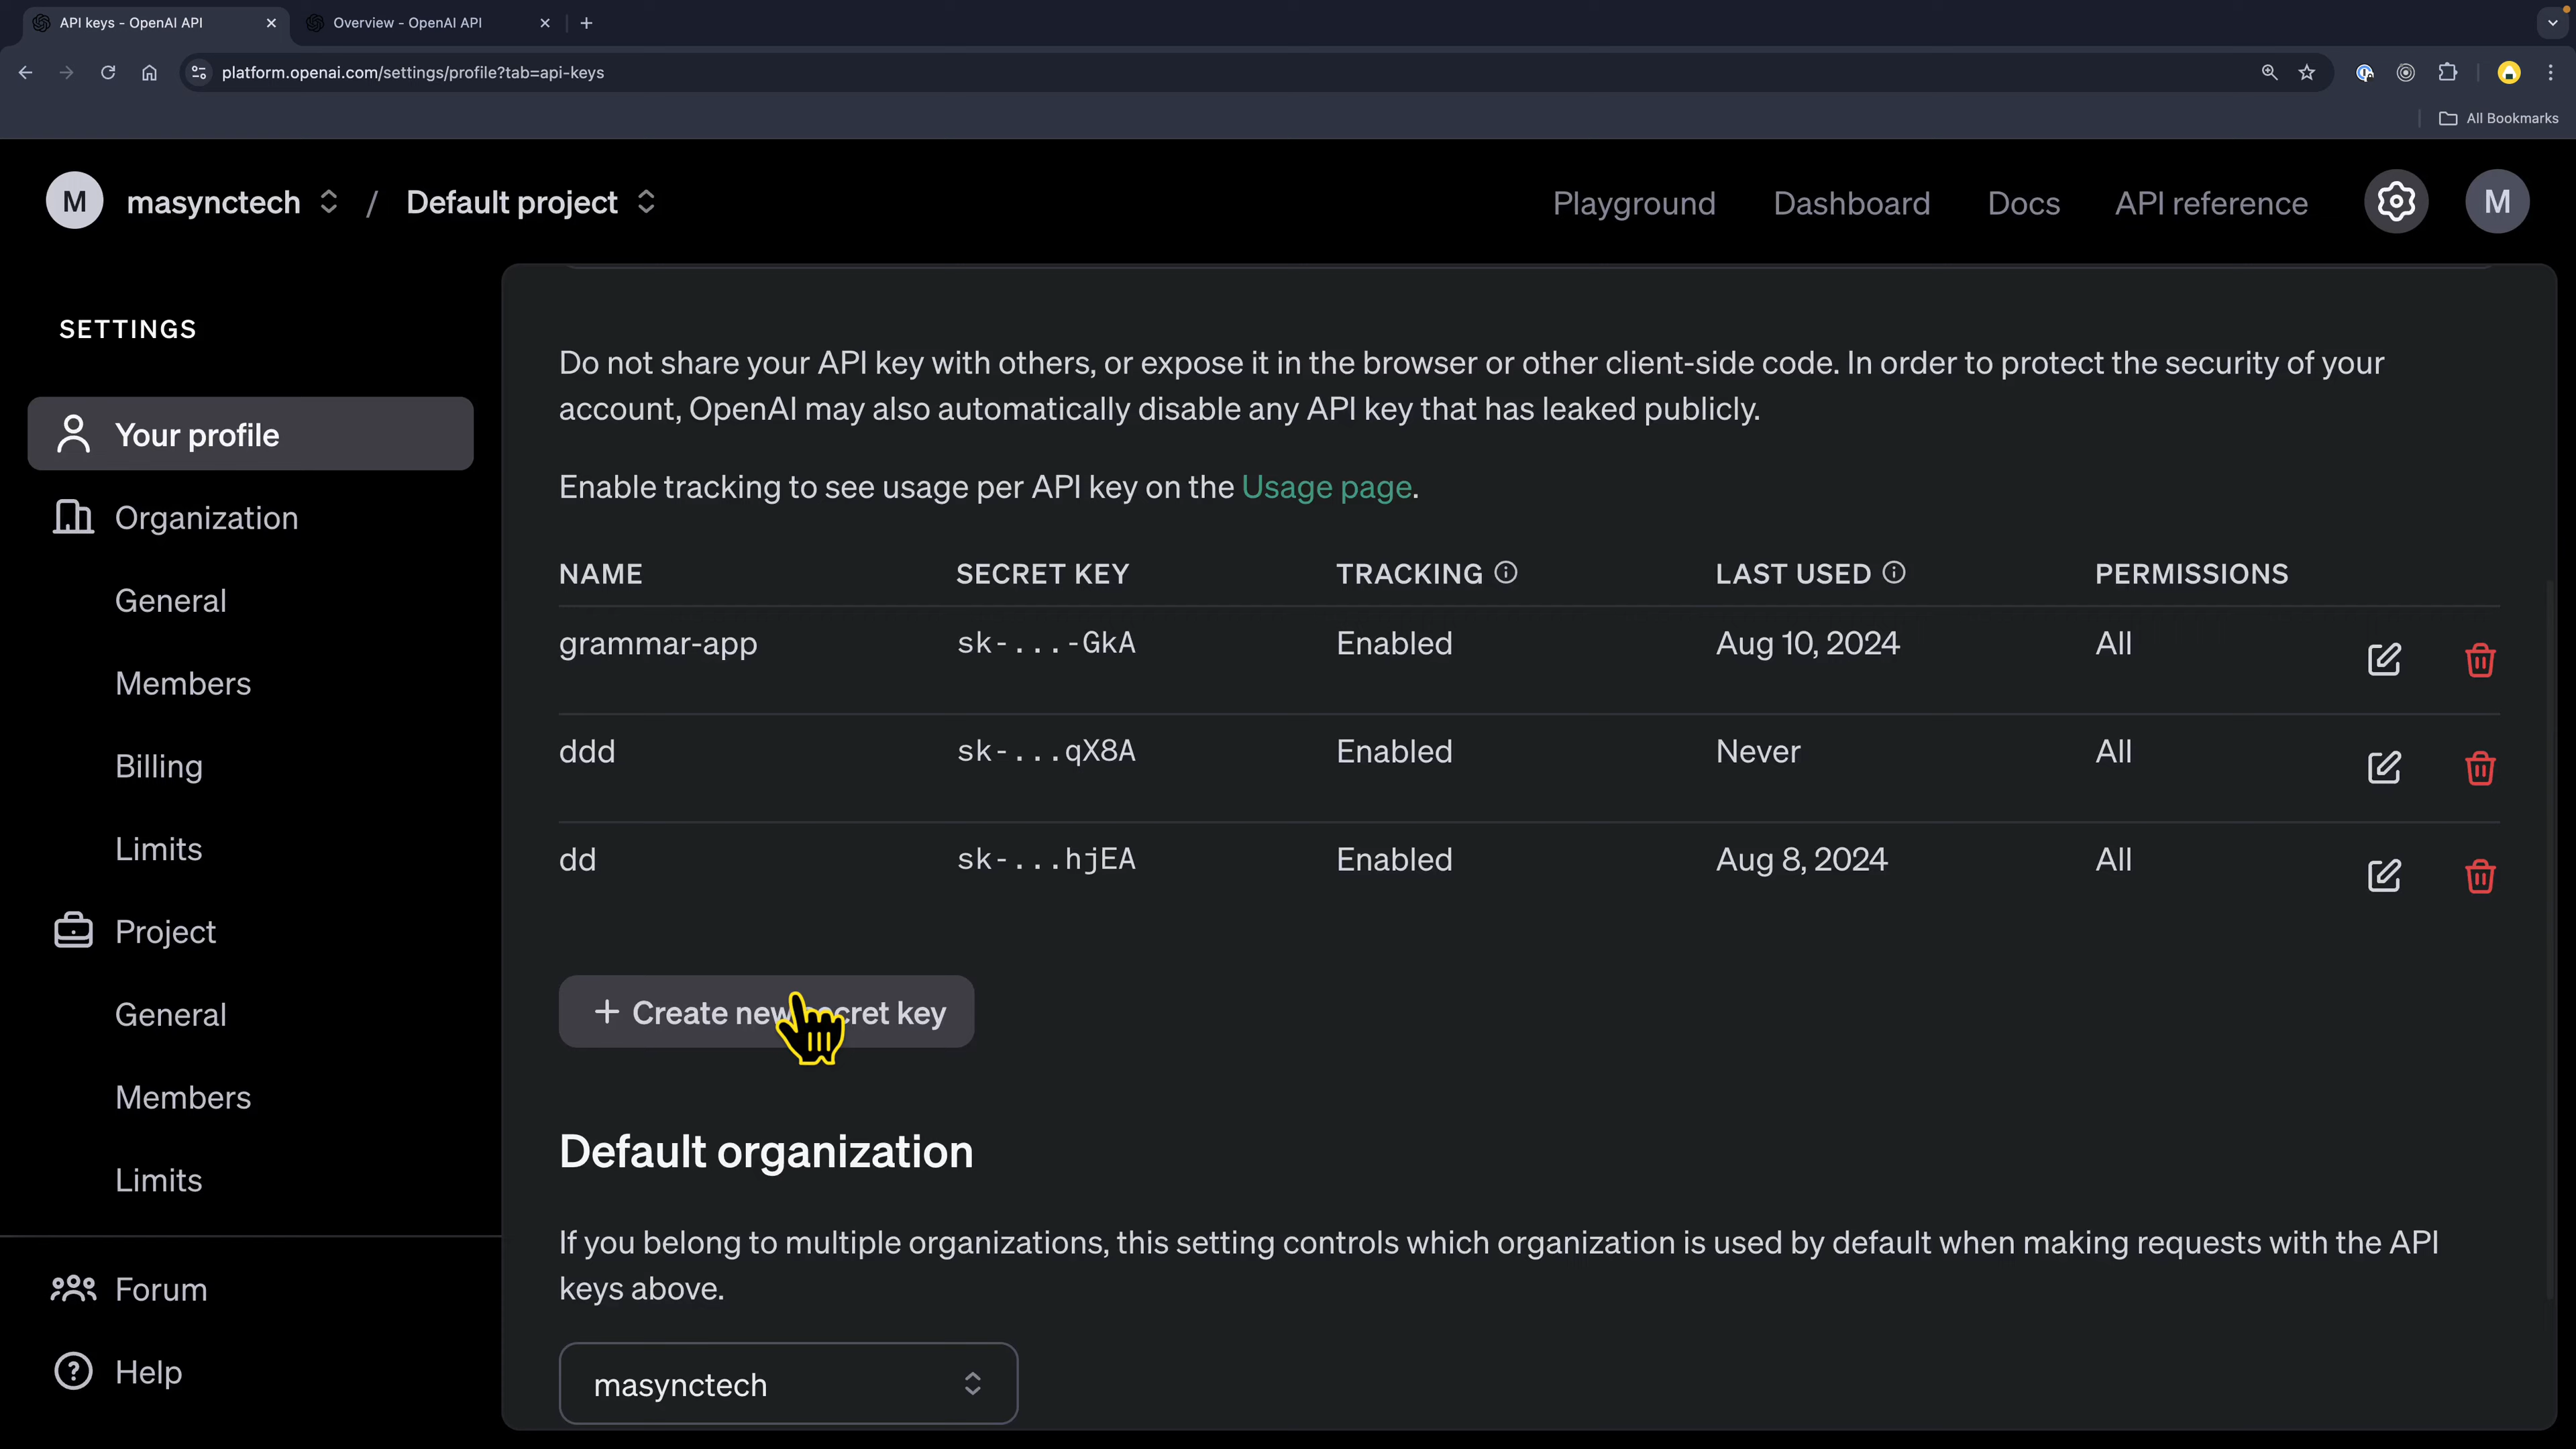 API keys - OpenAI API
Overview - OpenAI API
platform.openai.com/settings/profile?tab=api-keys
All Bookmarks
M masynctech / Default project
Playground Dashboard Docs API reference M
SETTINGS
Your profile
Organization
General
Members
Billing
Limits
Project
General
Members
Limits
Forum
Help
Do not share your API key with others, or expose it in the browser or other client-side code. In order to protect the security of your
account, OpenAI may also automatically disable any API key that has leaked publicly.
Enable tracking to see usage per API key on the Usage page.
NAME SECRET KEY TRACKING LAST USED PERMISSIONS
grammar-app sk-...-GkA Enabled Aug 10, 2024 All
ddd sk-...qX8A Enabled Never All
dd sk-...hjEA Enabled Aug 8, 2024 All
+ Create new secret key
Default organization
If you belong to multiple organizations, this setting controls which organization is used by default when making requests with the API
keys above.
masynctech